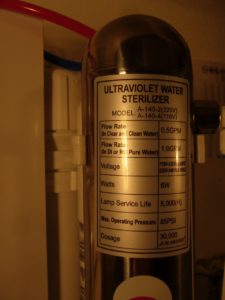 ULTRAVIOLET WATER
STERILIZER
MODEL: A-140-2(220V)
A-140-4(110V)
Flow Rate
(In Clear and Clean Water) 0.5GPM
Flow Rate
(In DI or RO Pure Water) 1.0GPM
Voltage
Watts 6W
Lamp Service Life 5,000(H)
Max. Operating Pressure 85PSI
Dosage 30,000